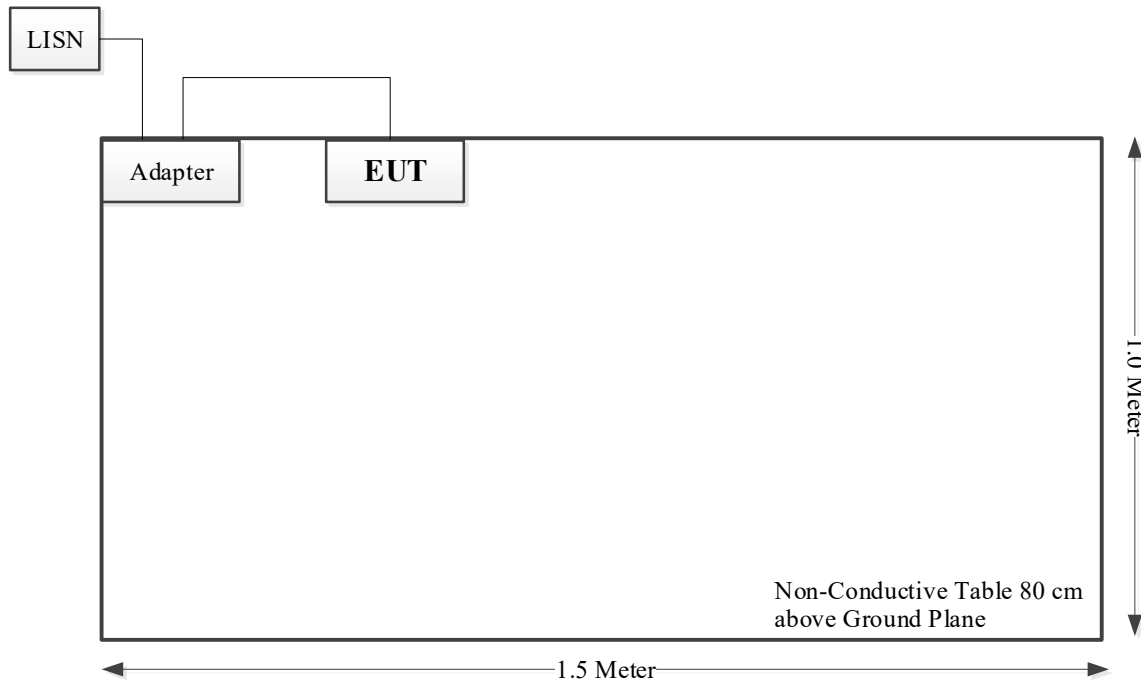 LISN
Adapter
EUT
1.0 Meter
Non-Conductive Table 80 cm
above Ground Plane
1.5 Meter